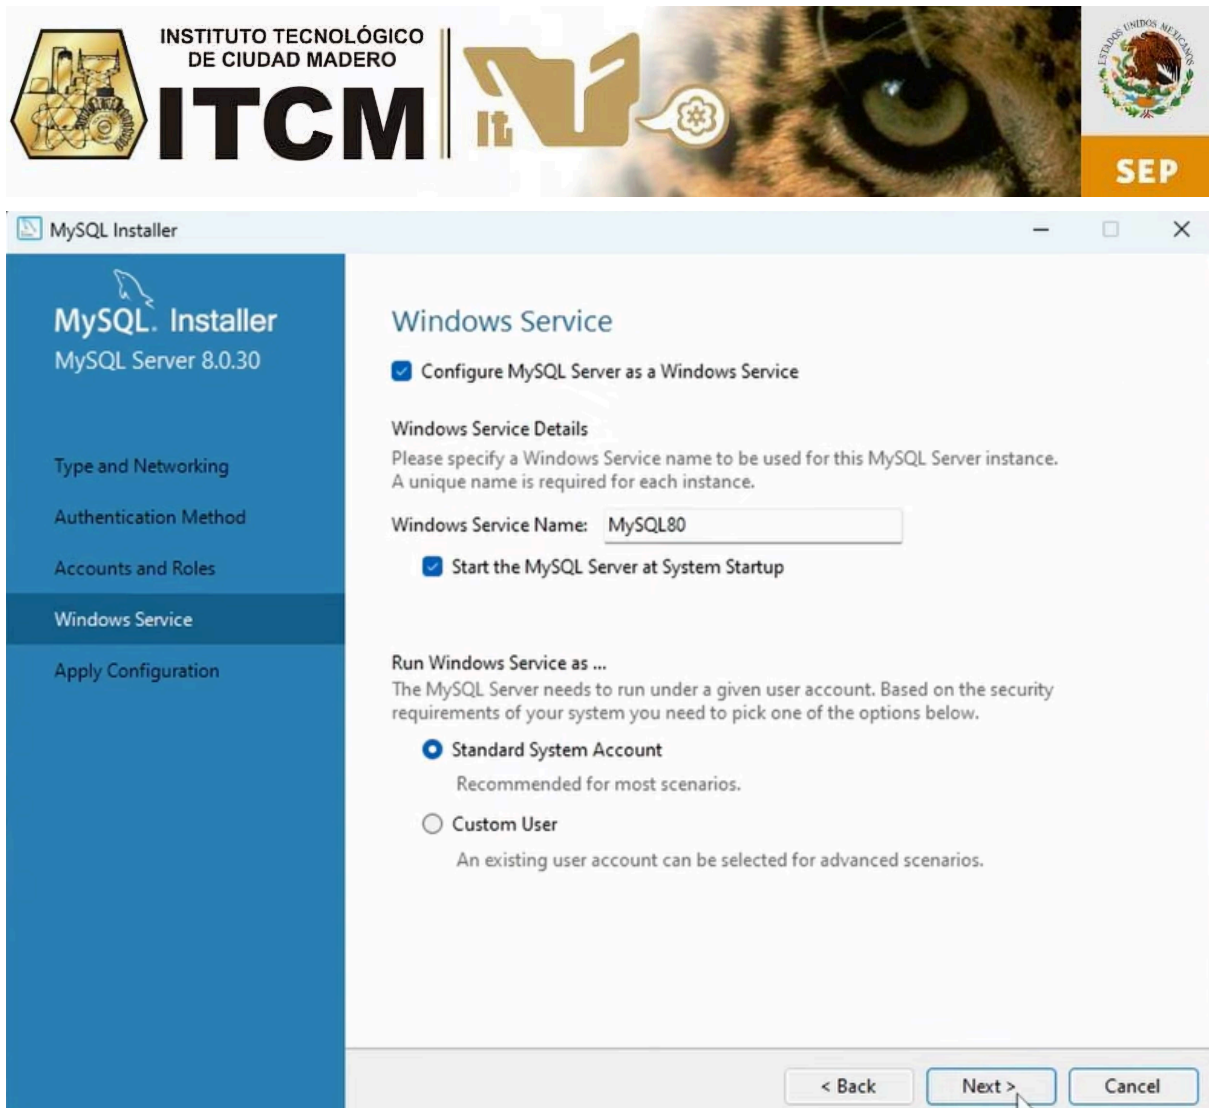 INSTITUTO TECNOLÓGICO
DE CIUDAD MADERO
ITCM
It.
ESTADOS UNIDOS MEXICANOS
SEP
MySQL Installer
MySQL. Installer
MySQL Server 8.0.30
Type and Networking
Authentication Method
Accounts and Roles
Windows Service
Apply Configuration
Windows Service
Configure MySQL Server as a Windows Service
Windows Service Details
Please specify a Windows Service name to be used for this MySQL Server instance.
A unique name is required for each instance.
Windows Service Name: MySQL80
Start the MySQL Server at System Startup
Run Windows Service as ...
The MySQL Server needs to run under a given user account. Based on the security
requirements of your system you need to pick one of the options below.
Standard System Account
Recommended for most scenarios.
Custom User
An existing user account can be selected for advanced scenarios.
< Back Next > Cancel